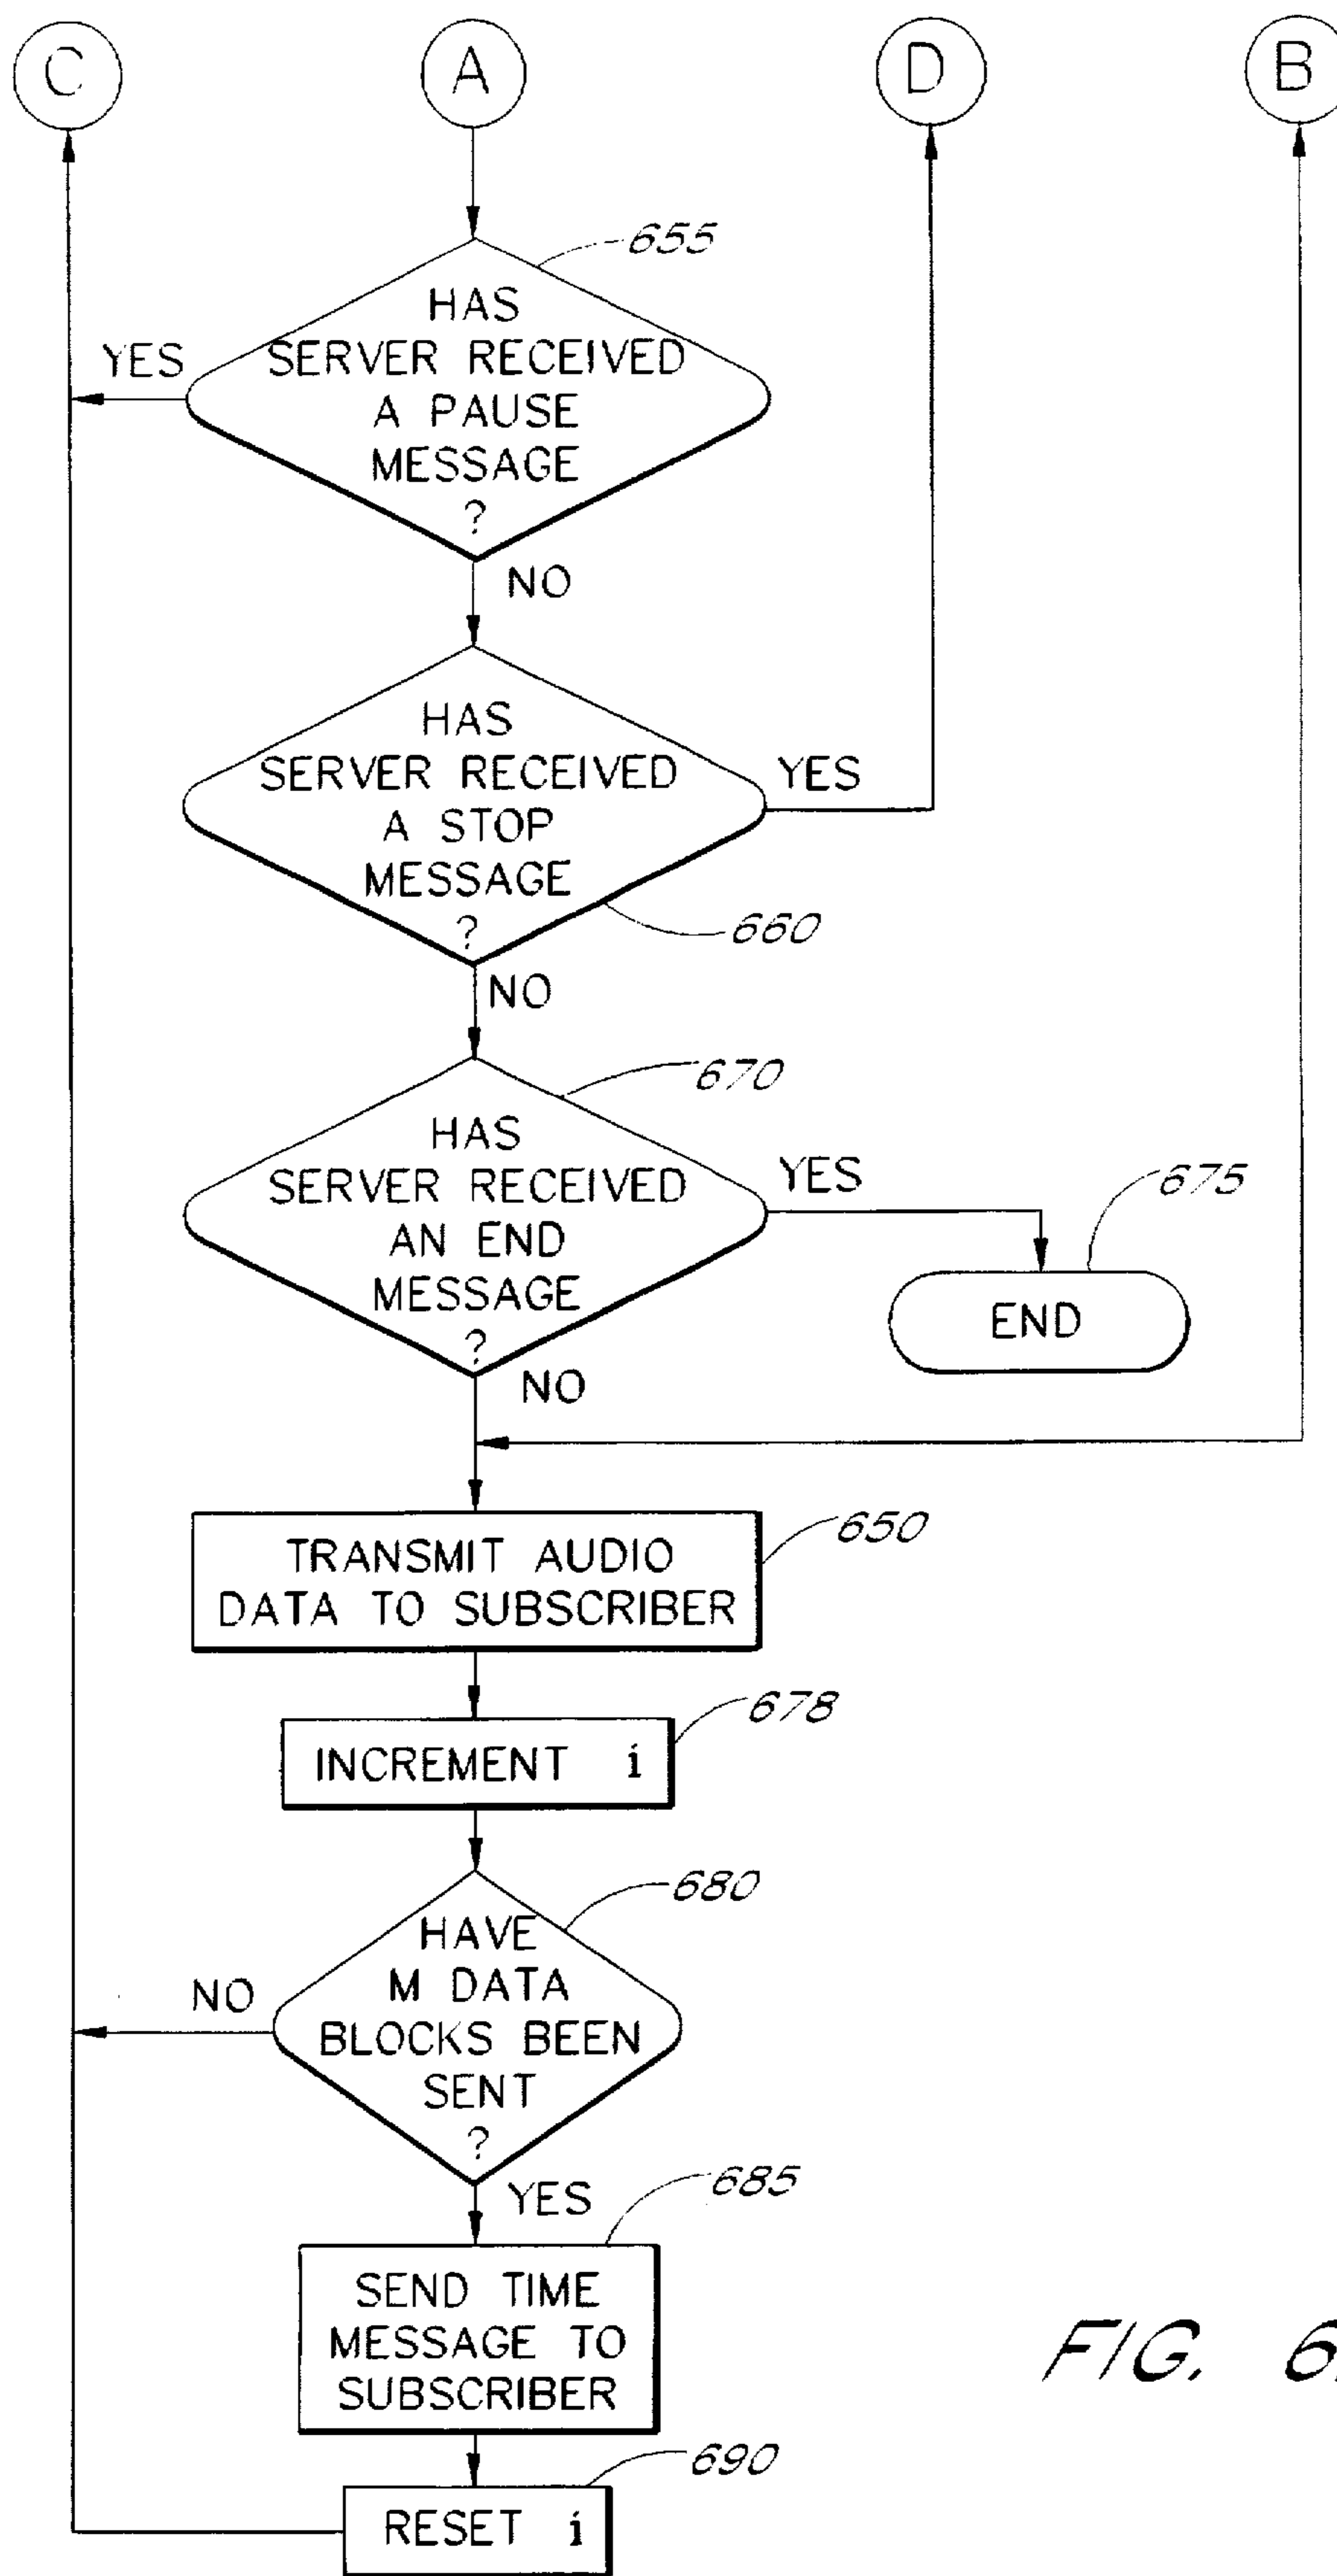 C A D B
655
HAS
SERVER RECEIVED
A PAUSE
MESSAGE
?
YES
NO
HAS
SERVER RECEIVED
A STOP
MESSAGE
?
YES
660
NO
670
HAS
SERVER RECEIVED
AN END
MESSAGE
?
YES
675
END
NO
650
TRANSMIT AUDIO
DATA TO SUBSCRIBER
678
INCREMENT i
680
HAVE
M DATA
BLOCKS BEEN
SENT
?
NO
YES
685
SEND TIME
MESSAGE TO
SUBSCRIBER
690
RESET i
FIG.